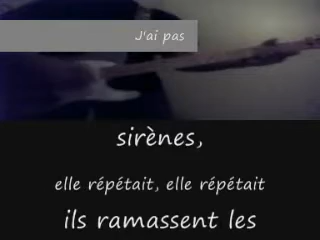 J'ai pas
sirènes,
elle répétait, elle répétait
ils ramassent les